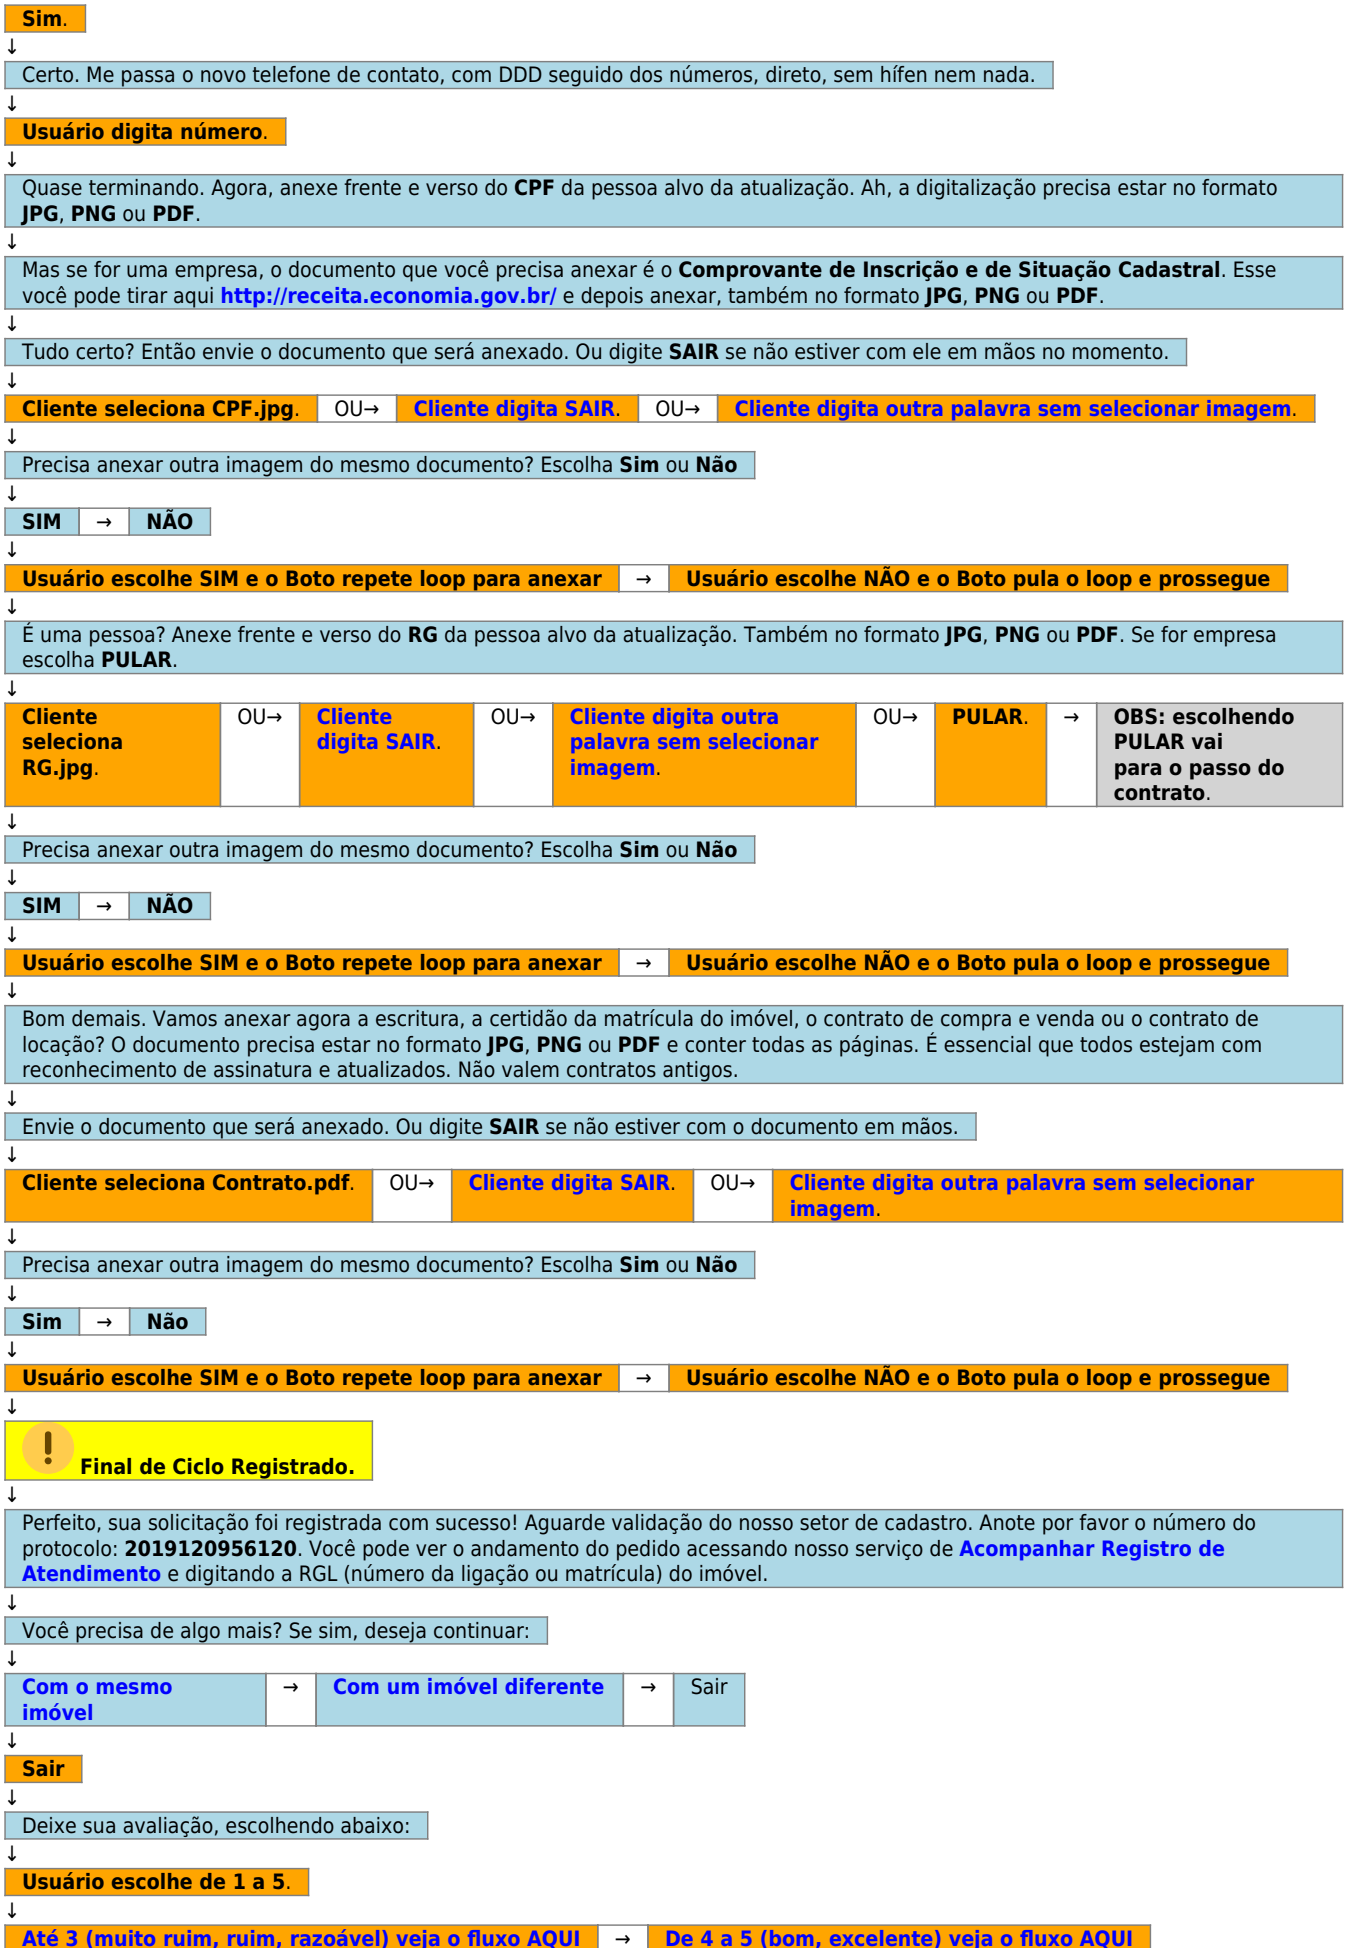 Sim.
↓
Certo. Me passa o novo telefone de contato, com DDD seguido dos números, direto, sem hífen nem nada.
↓
Usuário digita número.
↓
Quase terminando. Agora, anexe frente e verso do CPF da pessoa alvo da atualização. Ah, a digitalização precisa estar no formato
JPG, PNG ou PDF.
↓
Mas se for uma empresa, o documento que você precisa anexar é o Comprovante de Inscrição e de Situação Cadastral. Esse
você pode tirar aqui http://receita.economia.gov.br/ e depois anexar, também no formato JPG, PNG ou PDF.
↓
Tudo certo? Então envie o documento que será anexado. Ou digite SAIR se não estiver com ele em mãos no momento.
↓
Cliente seleciona CPF.jpg. OU→ Cliente digita SAIR. OU→ Cliente digita outra palavra sem selecionar imagem.
↓
Precisa anexar outra imagem do mesmo documento? Escolha Sim ou Não
↓
SIM → NÃO
↓
Usuário escolhe SIM e o Boto repete loop para anexar → Usuário escolhe NÃO e o Boto pula o loop e prossegue
↓
É uma pessoa? Anexe frente e verso do RG da pessoa alvo da atualização. Também no formato JPG, PNG ou PDF. Se for empresa
escolha PULAR.
↓
Cliente
seleciona
RG.jpg.
OU→
Cliente
digita SAIR.
OU→
Cliente digita outra
palavra sem selecionar
imagem.
OU→
PULAR.
→
OBS: escolhendo
PULAR vai
para o passo do
contrato.
↓
Precisa anexar outra imagem do mesmo documento? Escolha Sim ou Não
↓
SIM → NÃO
↓
Usuário escolhe SIM e o Boto repete loop para anexar → Usuário escolhe NÃO e o Boto pula o loop e prossegue
↓
Bom demais. Vamos anexar agora a escritura, a certidão da matrícula do imóvel, o contrato de compra e venda ou o contrato de
locação? O documento precisa estar no formato JPG, PNG ou PDF e conter todas as páginas. É essencial que todos estejam com
reconhecimento de assinatura e atualizados. Não valem contratos antigos.
↓
Envie o documento que será anexado. Ou digite SAIR se não estiver com o documento em mãos.
↓
Cliente seleciona Contrato.pdf. OU→ Cliente digita SAIR. OU→ Cliente digita outra palavra sem selecionar
imagem.
↓
Precisa anexar outra imagem do mesmo documento? Escolha Sim ou Não
↓
Sim → Não
↓
Usuário escolhe SIM e o Boto repete loop para anexar → Usuário escolhe NÃO e o Boto pula o loop e prossegue
↓
! Final de Ciclo Registrado.
↓
Perfeito, sua solicitação foi registrada com sucesso! Aguarde validação do nosso setor de cadastro. Anote por favor o número do
protocolo: 2019120956120. Você pode ver o andamento do pedido acessando nosso serviço de Acompanhar Registro de
Atendimento e digitando a RGL (número da ligação ou matrícula) do imóvel.
↓
Você precisa de algo mais? Se sim, deseja continuar:
↓
Com o mesmo
imóvel
→ Com um imóvel diferente → Sair
↓
Sair
↓
Deixe sua avaliação, escolhendo abaixo:
↓
Usuário escolhe de 1 a 5.
↓
Até 3 (muito ruim, ruim, razoável) veja o fluxo AQUI → De 4 a 5 (bom, excelente) veja o fluxo AQUI